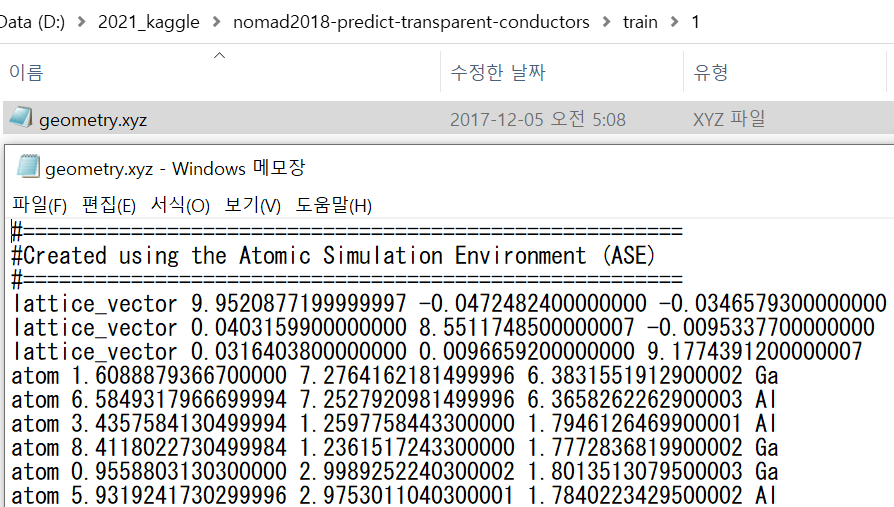 Data (D:) > 2021_kaggle > nomad2018-predict-transparent-conductors > train > 1
이름 수정한 날짜 유형
geometry.xyz 2017-12-05 오전 5:08 XYZ 파일
geometry.xyz - Windows 메모장
파일(F) 편집(E) 서식(O) 보기(V) 도움말(H)
#=======================================================
#Created using the Atomic Simulation Environment (ASE)
#=======================================================
lattice_vector 9.9520877199999997 -0.0472482400000000 -0.0346579300000000
lattice_vector 0.0403159900000000 8.5511748500000007 -0.0095337700000000
lattice_vector 0.0316403800000000 0.0096659200000000 9.1774391200000007
atom 1.6088879366700000 7.2764162181499996 6.3831551912900002 Ga
atom 6.5849317966699994 7.2527920981499996 6.3658262262900003 Al
atom 3.4357584130499994 1.2597758443300000 1.7946126469900001 Al
atom 8.4118022730499984 1.2361517243300000 1.7772836819900002 Ga
atom 0.9558803130300000 2.9989252240300002 1.8013513079500003 Ga
atom 5.9319241730299996 2.9753011040300001 1.7840223429500002 Al